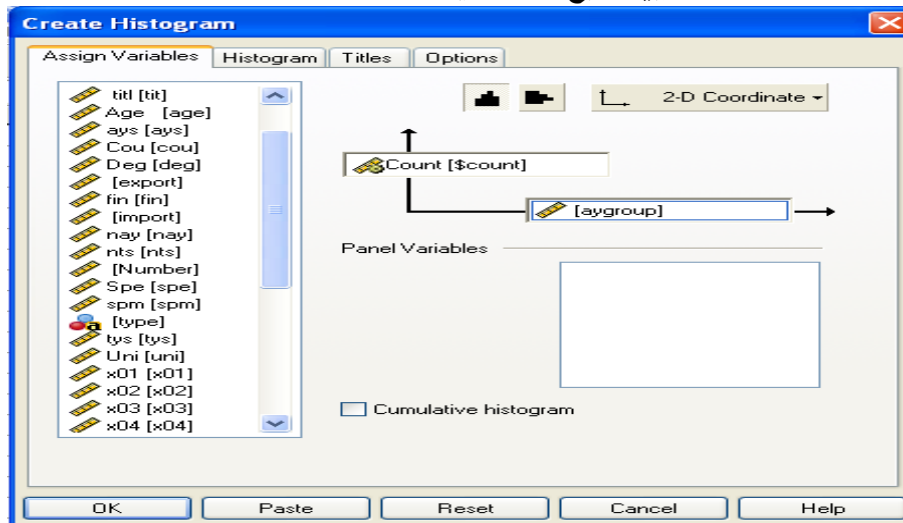 Create Histogram
Assign Variables Histogram Titles Options
titl [tit]
Age [age]
ays [ays]
Cou [cou]
Deg [deg]
[export]
fin [fin]
[import]
nay [nay]
nts [nts]
[Number]
Spe [spe]
spm [spm]
[type]
tys [tys]
Uni [uni]
x01 [x01]
x02 [x02]
x03 [x03]
x04 [x04]
2-D Coordinate
Count [$count]
[aygroup]
Panel Variables
Cumulative histogram
OK Paste Reset Cancel Help